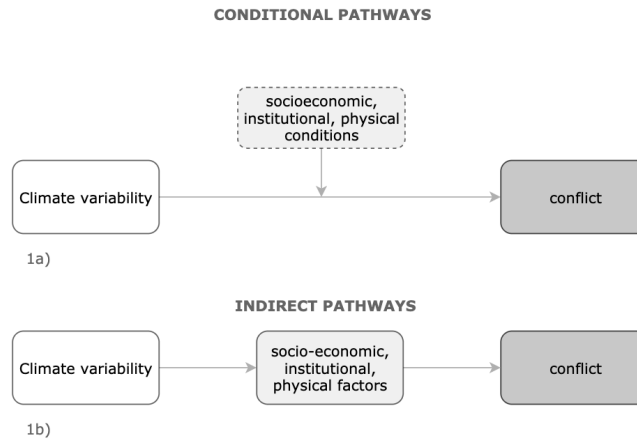 CONDITIONAL PATHWAYS
socioeconomic,
institutional, physical
conditions
Climate variability
conflict
1a)
INDIRECT PATHWAYS
Climate variability
socio-economic,
institutional,
physical factors
conflict
1b)